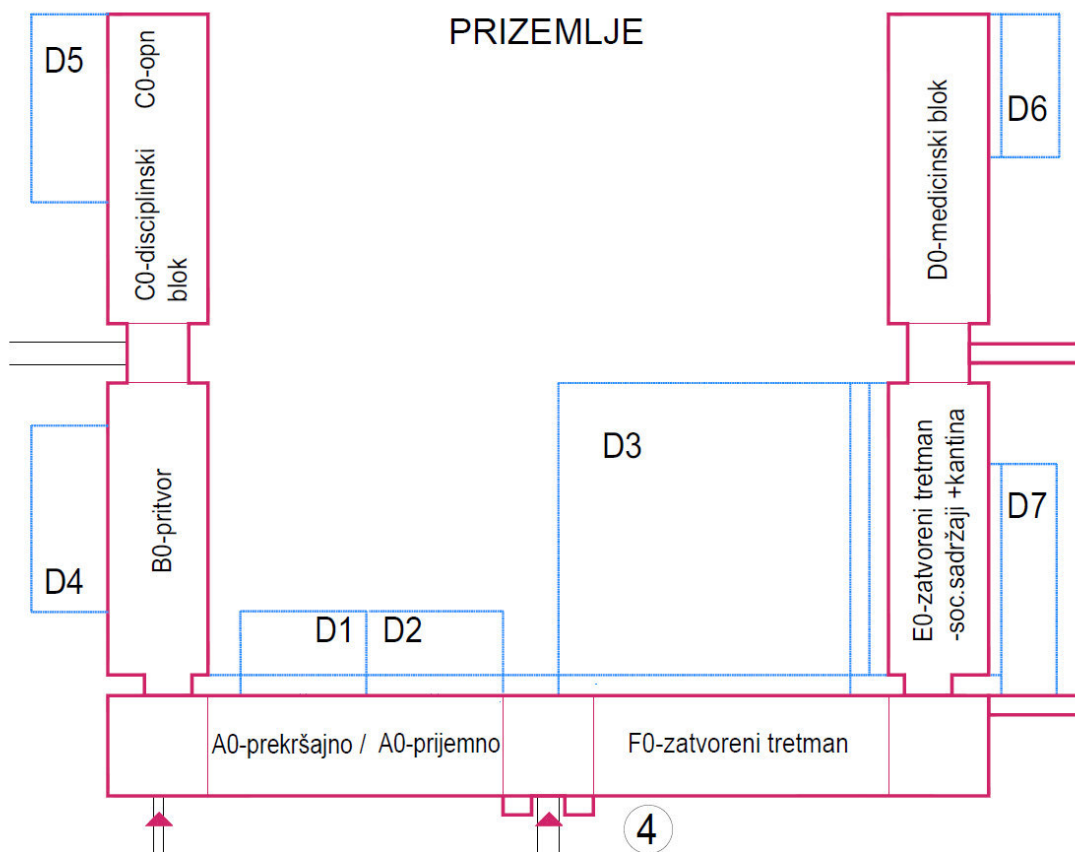 PRIZEMLJE
D5
C0-opn
C0-disciplinski
blok
D0-medicinski blok
D6
D4
B0-pritvor
D1
D2
D3
E0-zatvoreni tretman
-soc.sadržaji +kantina
D7
A0-prekršajno / A0-prijemno
F0-zatvoreni tretman
4